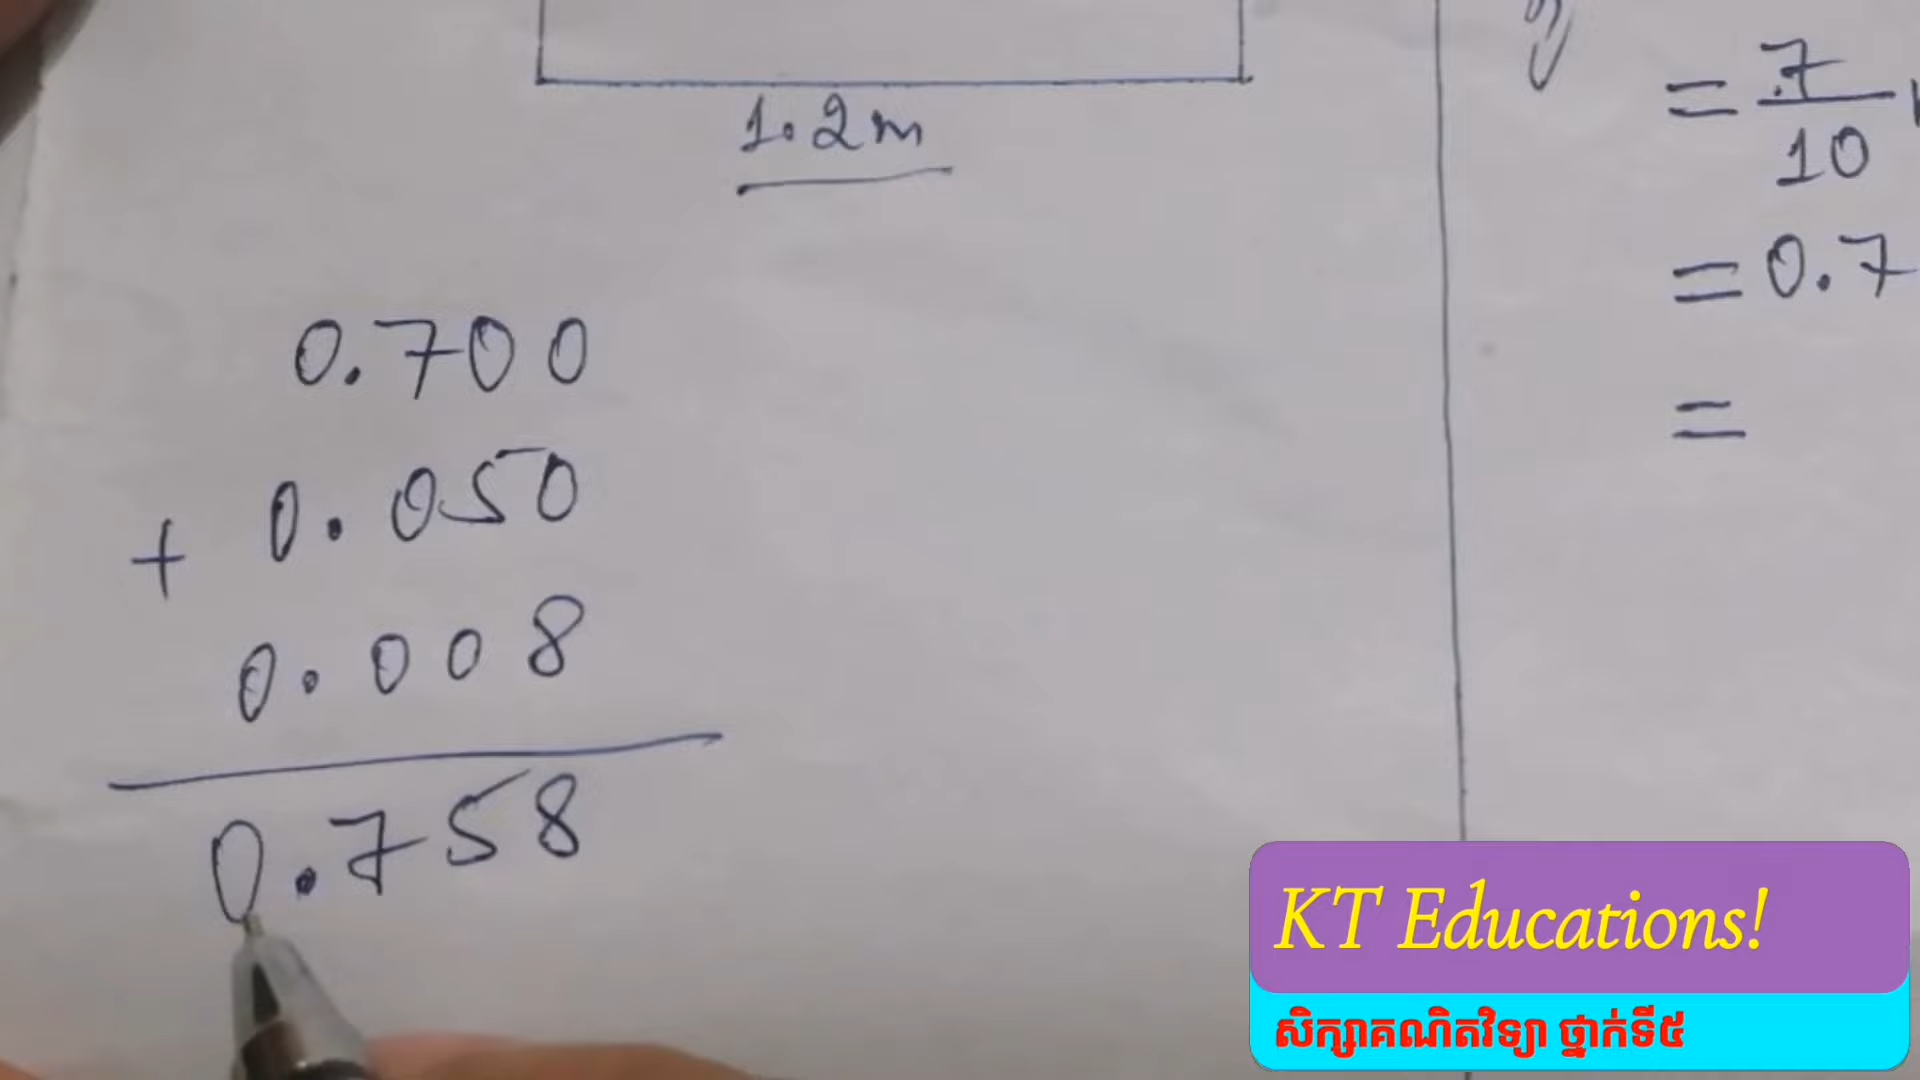 1.2m
0.700
+ 0.050
0.008
0.758
= 7/10
= 0.7
=
KT Educations!
សិក្សាគណិតវិទ្យា ថ្នាក់ទី៥